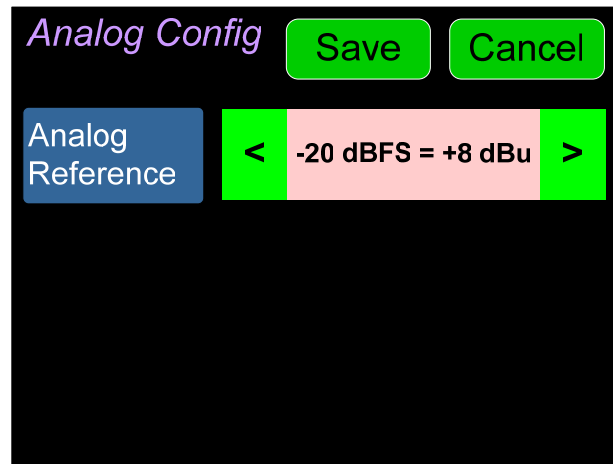 Analog Config
Save
Cancel
Analog
Reference
<
-20 dBFS = +8 dBu
>